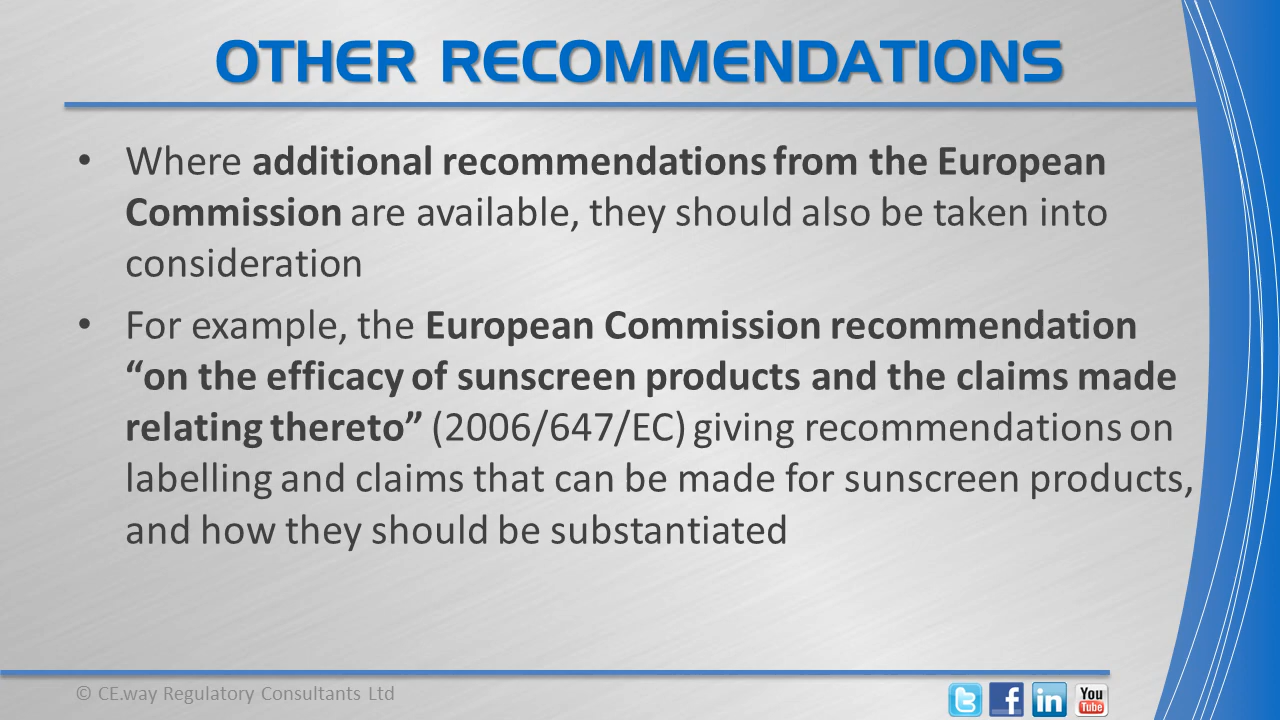 OTHER RECOMMENDATIONS
• Where additional recommendations from the European
Commission are available, they should also be taken into
consideration
• For example, the European Commission recommendation
“on the efficacy of sunscreen products and the claims made
relating thereto” (2006/647/EC) giving recommendations on
labelling and claims that can be made for sunscreen products,
and how they should be substantiated
© CE.way Regulatory Consultants Ltd
t f in You
Tube